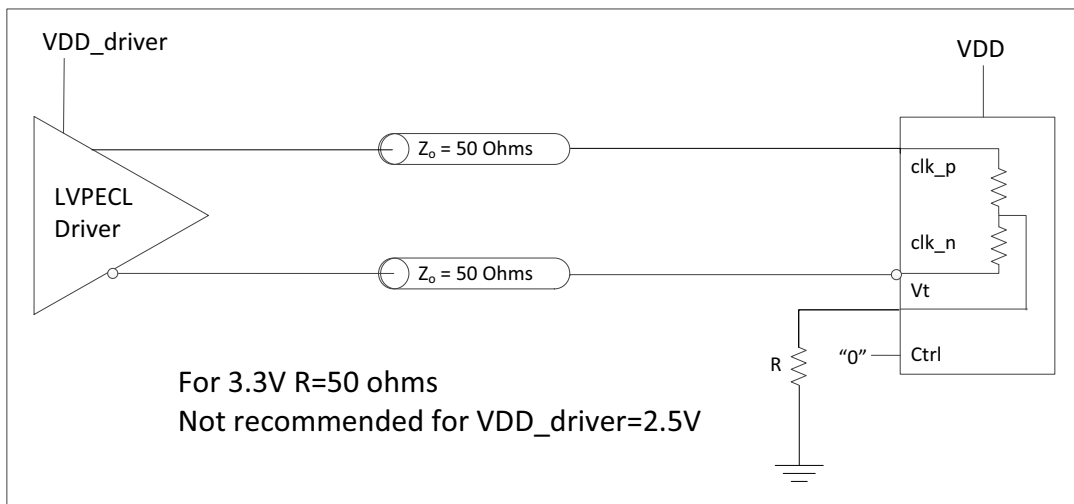 VDD_driver
VDD
LVPECL
Driver
Zₒ = 50 Ohms
clk_p
clk_n
Zₒ = 50 Ohms
Vt
R
“0”
Ctrl
For 3.3V R=50 ohms
Not recommended for VDD_driver=2.5V